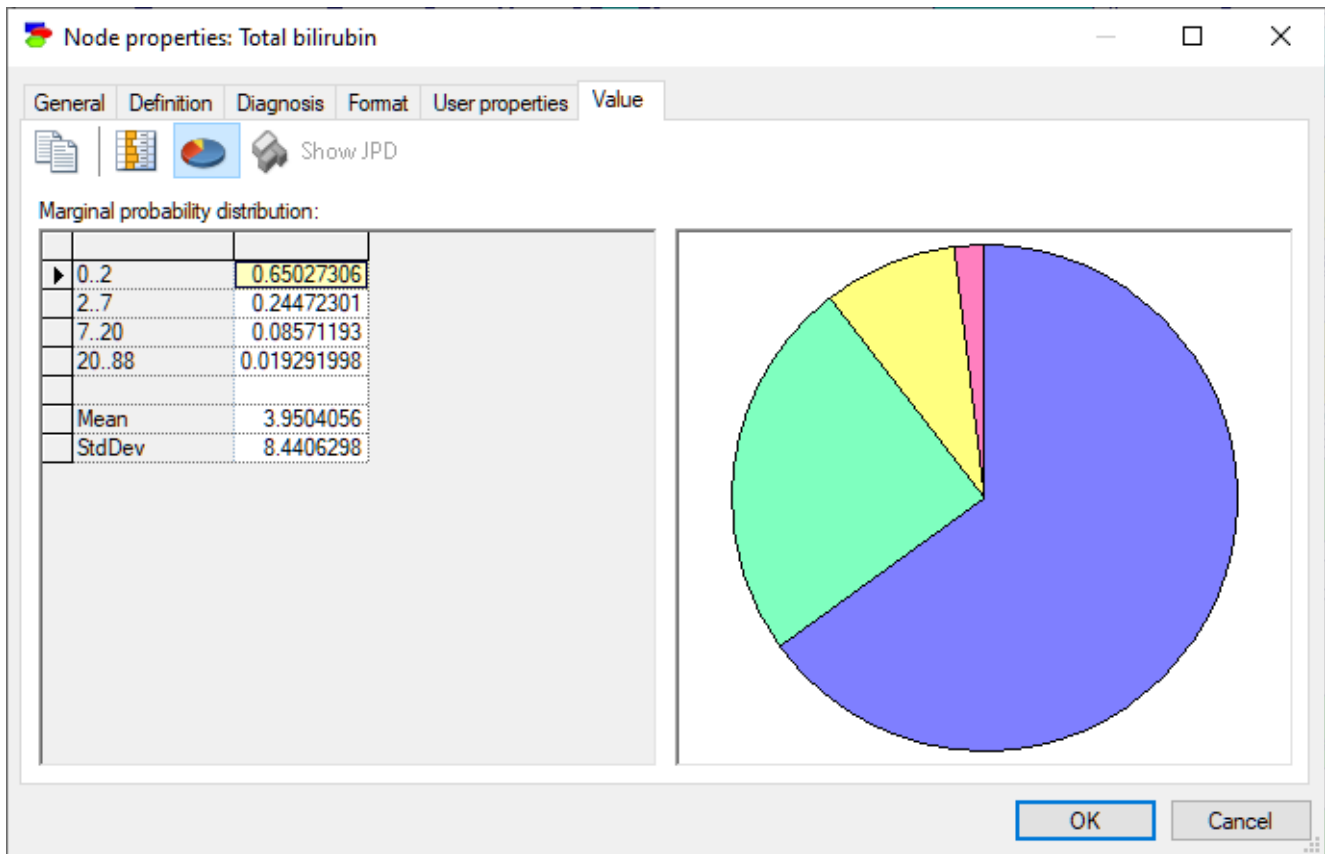 Node properties: Total bilirubin
General Definition Diagnosis Format User properties Value
Show JPD
Marginal probability distribution:
0..2 0.65027306
2..7 0.24472301
7..20 0.08571193
20..88 0.019291998
Mean 3.9504056
StdDev 8.4406298
OK Cancel